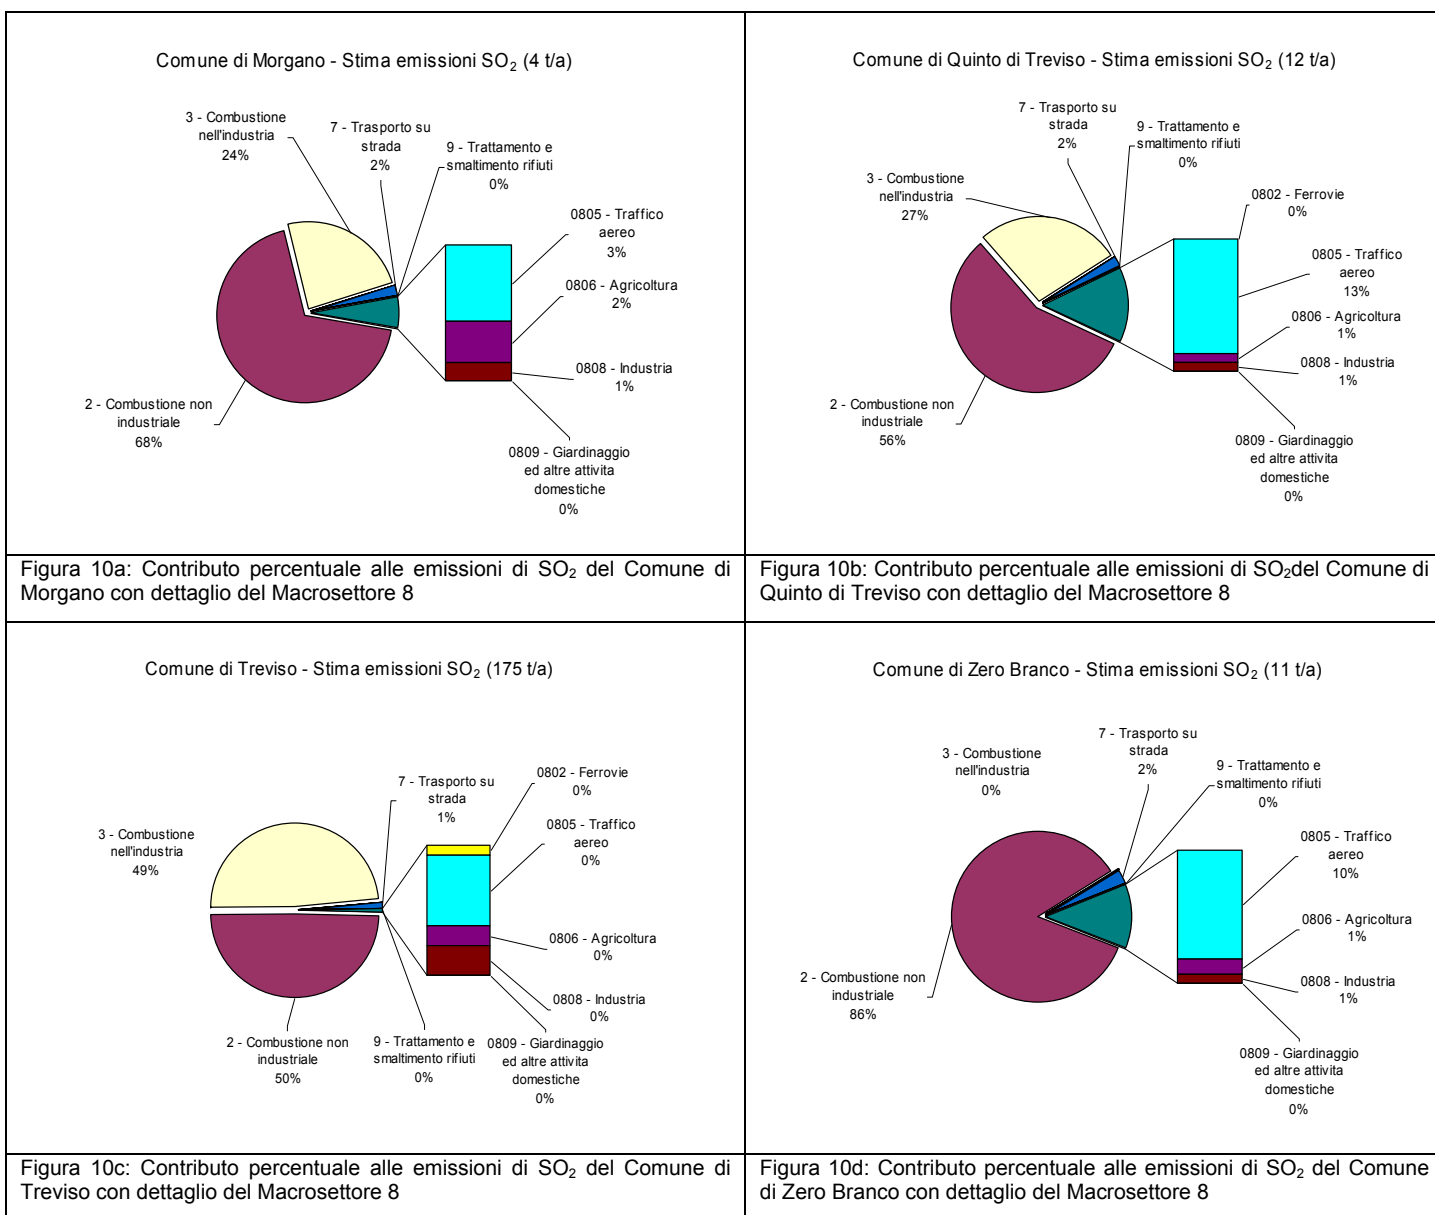 Comune di Morgano - Stima emissioni SO₂ (4 t/a)
3 - Combustione
nell'industria
24%
7 - Trasporto su
strada
2%
9 - Trattamento e
smaltimento rifiuti
0%
0805 - Traffico
aereo
3%
0806 - Agricoltura
2%
0808 - Industria
1%
2 - Combustione non
industriale
68%
0809 - Giardinaggio
ed altre attivita
domestiche
0%
Figura 10a: Contributo percentuale alle emissioni di SO₂ del Comune di
Morgano con dettaglio del Macrosettore 8
Comune di Quinto di Treviso - Stima emissioni SO₂ (12 t/a)
7 - Trasporto su
strada
2%
9 - Trattamento e
smaltimento rifiuti
0%
3 - Combustione
nell'industria
27%
0802 - Ferrovie
0%
0805 - Traffico
aereo
13%
0806 - Agricoltura
1%
0808 - Industria
1%
2 - Combustione non
industriale
56%
0809 - Giardinaggio
ed altre attivita
domestiche
0%
Figura 10b: Contributo percentuale alle emissioni di SO₂del Comune di
Quinto di Treviso con dettaglio del Macrosettore 8
Comune di Treviso - Stima emissioni SO₂ (175 t/a)
7 - Trasporto su
strada
1%
0802 - Ferrovie
0%
3 - Combustione
nell'industria
49%
0805 - Traffico
aereo
0%
0806 - Agricoltura
0%
0808 - Industria
0%
2 - Combustione non
industriale
50%
9 - Trattamento e
smaltimento rifiuti
0%
0809 - Giardinaggio
ed altre attivita
domestiche
0%
Figura 10c: Contributo percentuale alle emissioni di SO₂ del Comune di
Treviso con dettaglio del Macrosettore 8
Comune di Zero Branco - Stima emissioni SO₂ (11 t/a)
3 - Combustione
nell'industria
0%
7 - Trasporto su
strada
2%
9 - Trattamento e
smaltimento rifiuti
0%
0805 - Traffico
aereo
10%
0806 - Agricoltura
1%
0808 - Industria
1%
2 - Combustione non
industriale
86%
0809 - Giardinaggio
ed altre attivita
domestiche
0%
Figura 10d: Contributo percentuale alle emissioni di SO₂ del Comune
di Zero Branco con dettaglio del Macrosettore 8